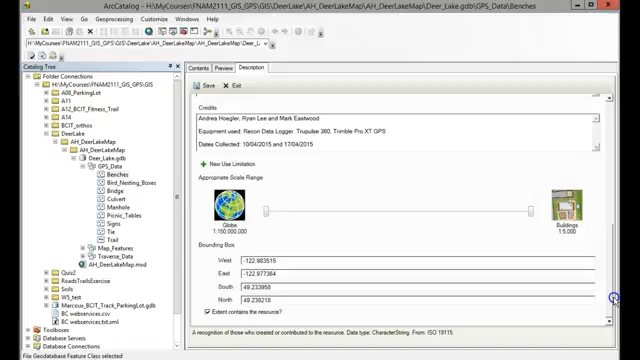 ArcCatalog - H:\MyCourses\FNAM2111_GIS_GPS\GIS\DeerLake\AH_DeerLakeMap\AH_DeerLakeMap\Deer_Lake.gdb\GPS_Data\Benches
File Edit View Go Geoprocessing Customize Windows Help
H:\MyCourses\FNAM2111_GIS_GPS\GIS\DeerLake\AH_DeerLakeMap\AH_DeerLakeMap\Deer_L
Catalog Tree
Contents Preview Description
Folder Connections
H:\MyCourses\FNAM2111_GIS_GPS\GIS
A08_ParkingLot
A11
A12_BCIT_Fitness_Trail
BCIT_orthos
DeerLake
AH_DeerLakeMap
AH_DeerLakeMap
Deer_Lake.gdb
GPS_Data
Benches
Bird_Nesting_Boxes
Bridge
Culvert
Manhole
Picnic_Tables
Signs
Tie
Trail
Map_Features
Traverse_Data
AH_DeerLakeMap.mxd
Quiz2
RoadsTrailsExercise
Soils
W5_test
Marcoux_BCIT_Track_ParkingLot.gdb
BC webservices.csv
BC webservices.txt.xml
Toolboxes
Database Servers
Database Connections
Save Exit
Credits
Andrea Hoegler, Ryan Lee and Mark Eastwood
Equipment used: Recon Data Logger, Trupulse 360, Trimble Pro XT GPS
Dates Collected: 10/04/2015 and 17/04/2015
New Use Limitation
Appropriate Scale Range
Globe
1:150,000,000
Buildings
1:5,000
Bounding Box
West -122.983515
East -122.977364
South 49.233958
North 49.238218
Extent contains the resource?
A recognition of those who created or contributed to the resource. Data type: CharacterString. From: ISO 19115.
File Geodatabase Feature Class selected